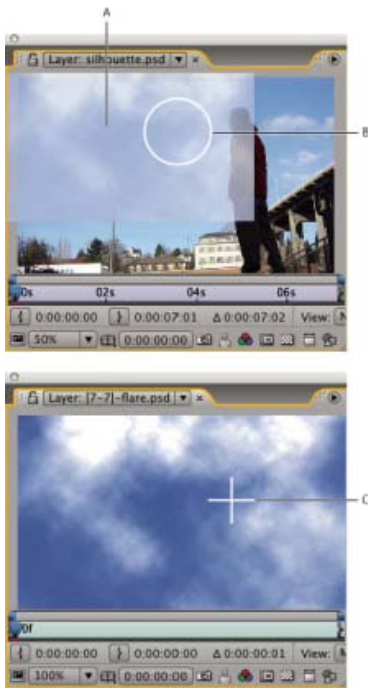 A
Layer: silhouette.psd
B
0s 02s 04s 06s
0:00:00:00 0:00:07:01 Δ 0:00:07:02 View:
50% 0:00:00:00
Layer: [7-7]-flare.psd
C
0f
0:00:00:00 0:00:00:00 Δ 0:00:00:01 View:
100% 0:00:00:00